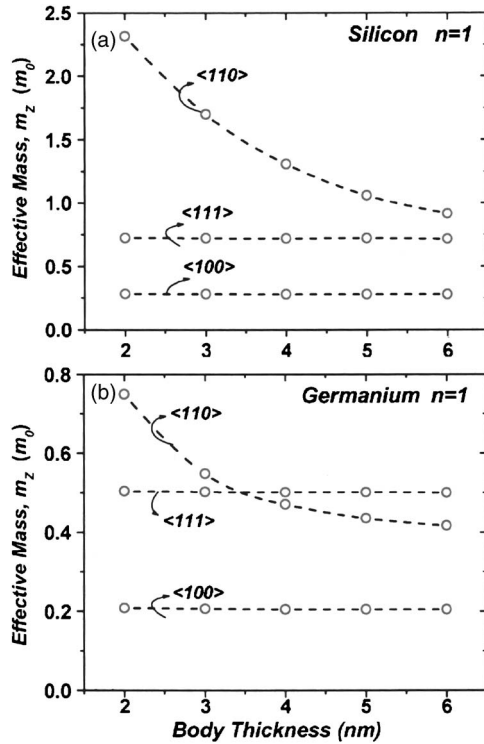 (a) Silicon n=1
Effective Mass, m_z (m_0)
2.5
2.0
1.5
1.0
0.5
0.0
<110>
<111>
<100>
2 3 4 5 6
(b) Germanium n=1
Effective Mass, m_z (m_0)
0.8
0.6
0.4
0.2
0.0
<110>
<111>
<100>
2 3 4 5 6
Body Thickness (nm)